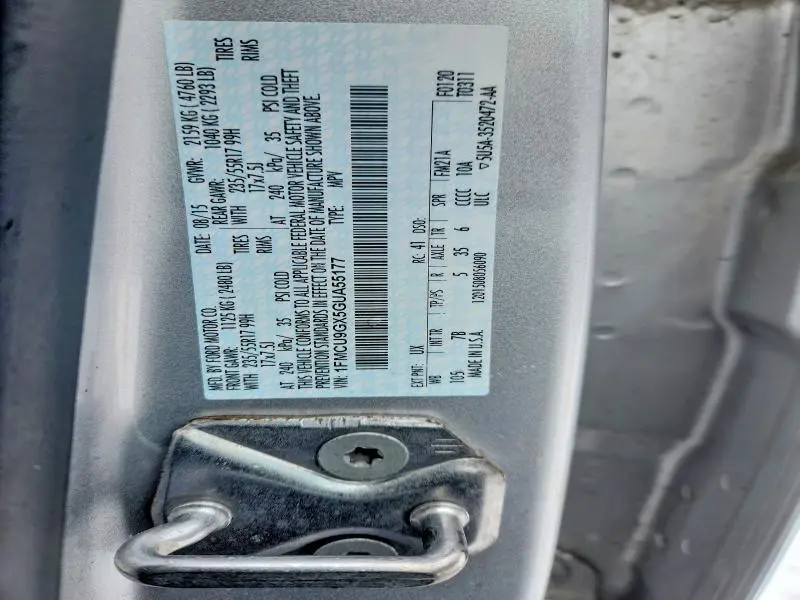 MFD. BY FORD MOTOR CO. DATE: 08/15 GVWR: 2159 KG ( 4760 LB)
FRONT GAWR: 1125 KG ( 2480 LB) REAR GAWR: 1040 KG ( 2293 LB)
WITH 235/55R17 99H TIRES WITH 235/55R17 99H TIRES
17x7.5J RIMS 17x7.5J RIMS
AT 240 kPa/ 35 PSI COLD AT 240 kPa/ 35 PSI COLD
THIS VEHICLE CONFORMS TO ALL APPLICABLE FEDERAL MOTOR VEHICLE SAFETY AND THEFT
PREVENTION STANDARDS IN EFFECT ON THE DATE OF MANUFACTURE SHOWN ABOVE.
VIN: 1FMCU9GX5GUA55177 TYPE: MPV
EXT PNT: UX RC: 41 DSO: F0120
WB INT TR TP/PS R AXLE TR SPR FAM21A T0311
105 7B 5 35 6 CCCC 10A
MADE IN U.S.A. 1201508056090 ULC ▽5U5A-3520472-AA